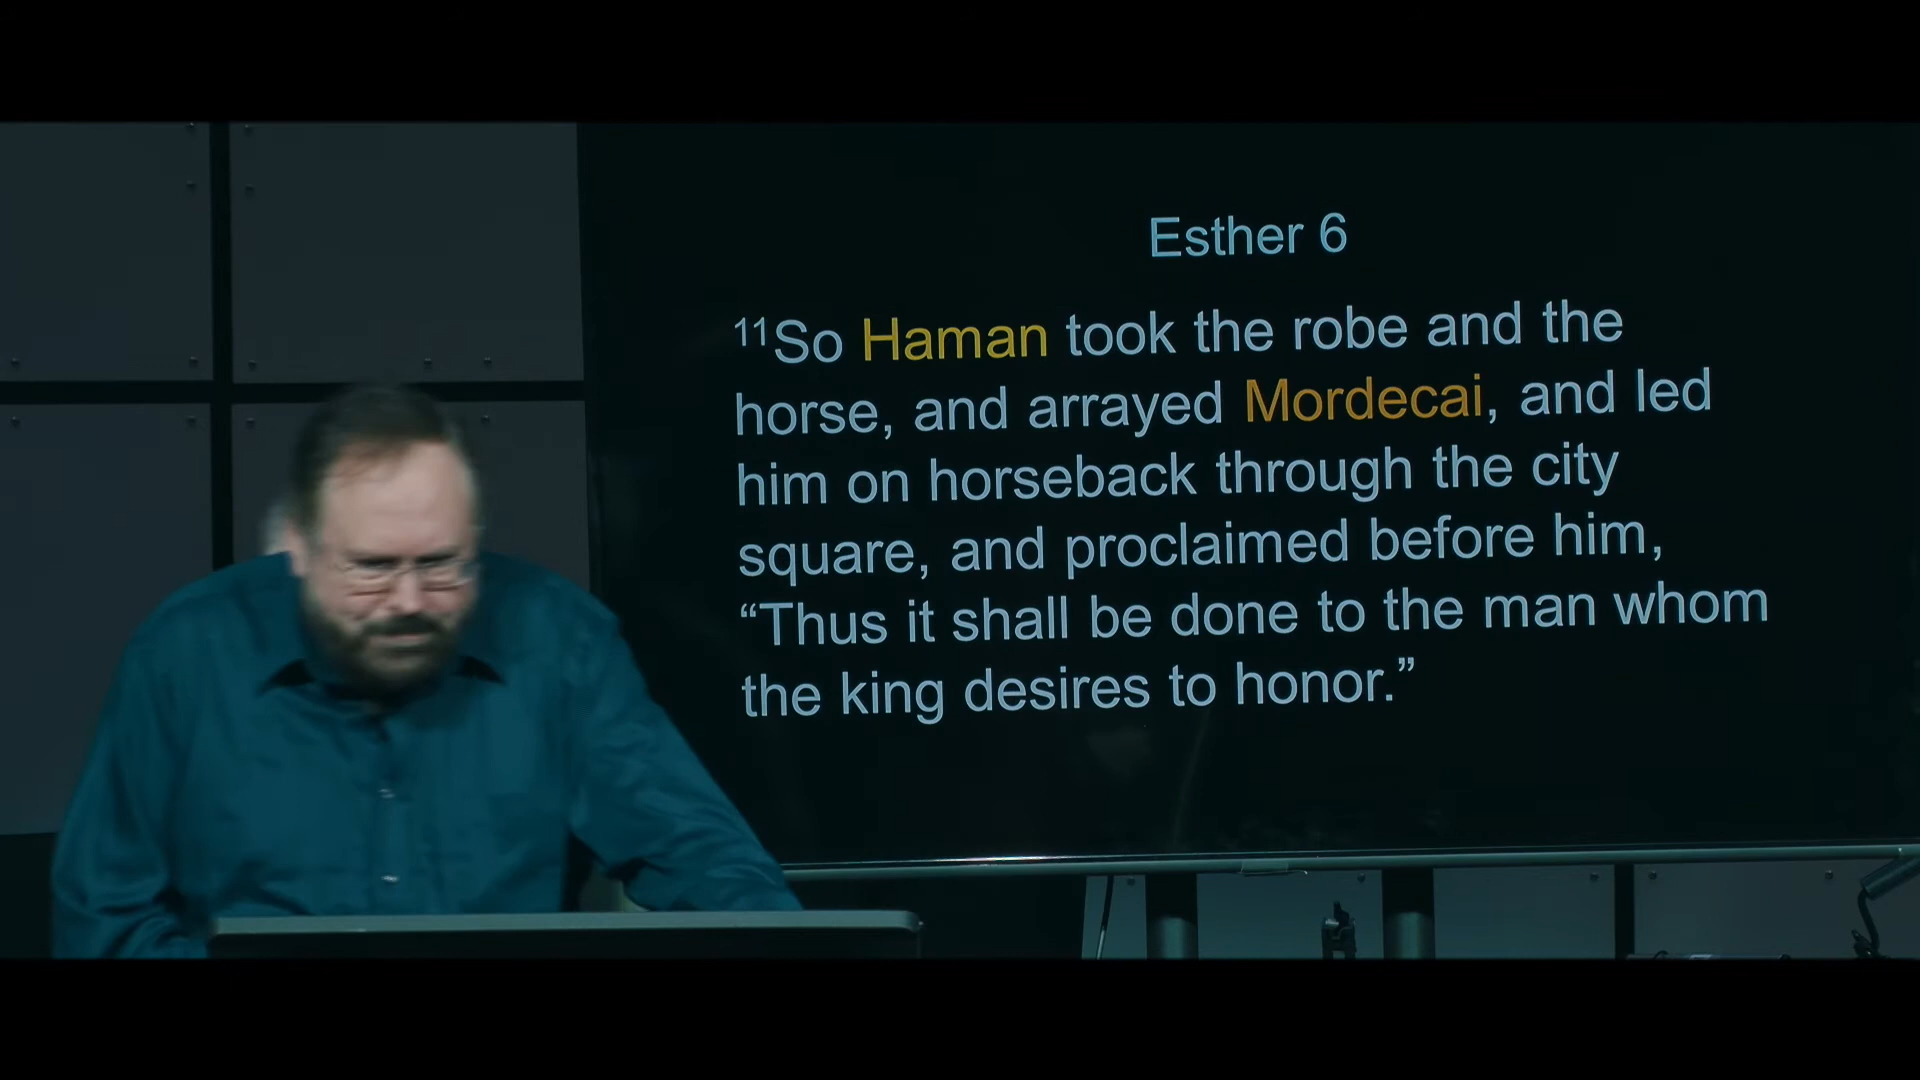 Esther 6
¹¹So Haman took the robe and the
horse, and arrayed Mordecai, and led
him on horseback through the city
square, and proclaimed before him,
“Thus it shall be done to the man whom
the king desires to honor.”